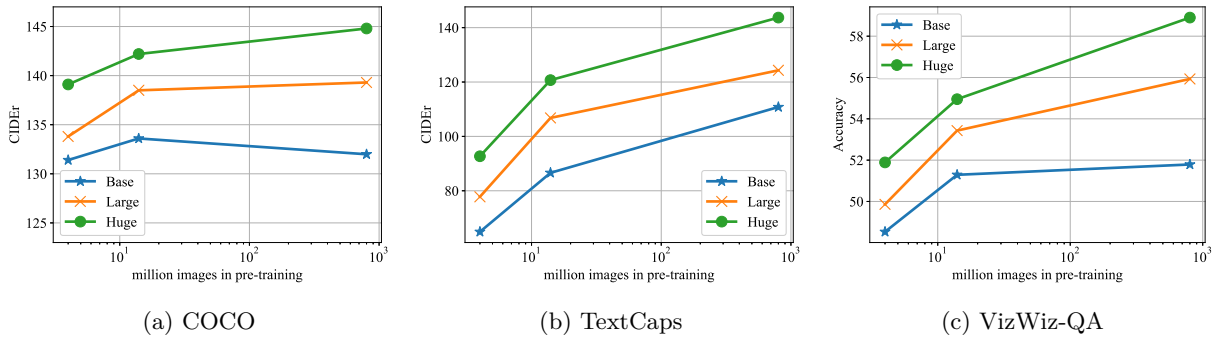 145
140
135
130
125
CIDEr
Base
Large
Huge
10^1
10^2
10^3
million images in pre-training
(a) COCO
140
120
100
80
CIDEr
Base
Large
Huge
10^1
10^2
10^3
million images in pre-training
(b) TextCaps
58
56
54
52
50
Accuracy
Base
Large
Huge
10^1
10^2
10^3
million images in pre-training
(c) VizWiz-QA